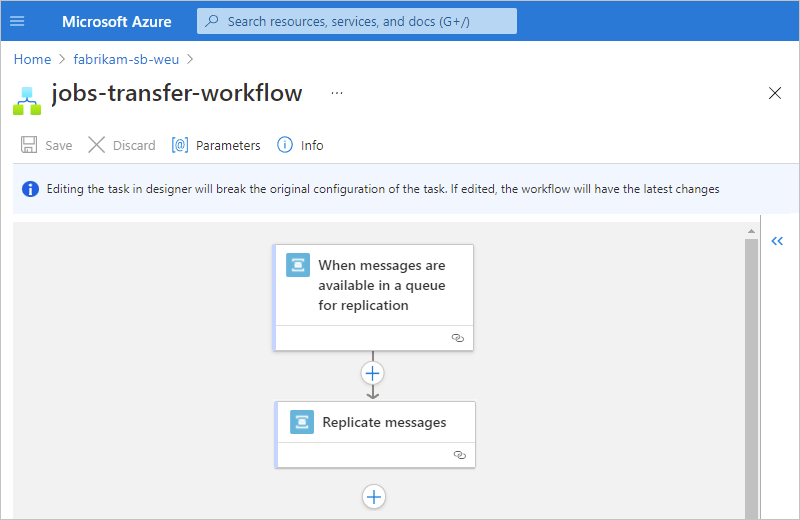 Microsoft Azure
Search resources, services, and docs (G+/)
Home > fabrikam-sb-weu >
jobs-transfer-workflow ...
Save Discard Parameters Info
Editing the task in designer will break the original configuration of the task. If edited, the workflow will have the latest changes
When messages are
available in a queue
for replication
Replicate messages